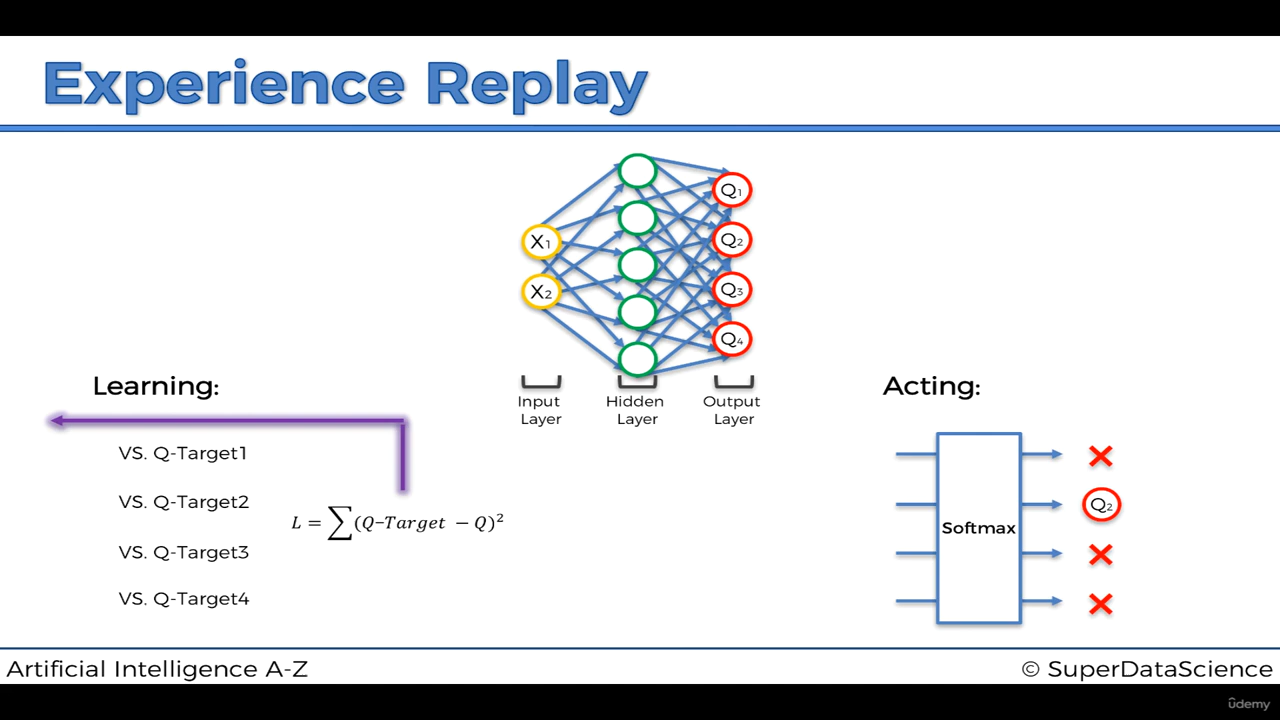 Experience Replay
X1
X2
Q1
Q2
Q3
Q4
Input
Layer
Hidden
Layer
Output
Layer
Learning:
VS. Q-Target1
VS. Q-Target2
VS. Q-Target3
VS. Q-Target4
L = ∑(Q-Target - Q)²
Acting:
Softmax
Q2
Artificial Intelligence A-Z
© SuperDataScience
ûdemy